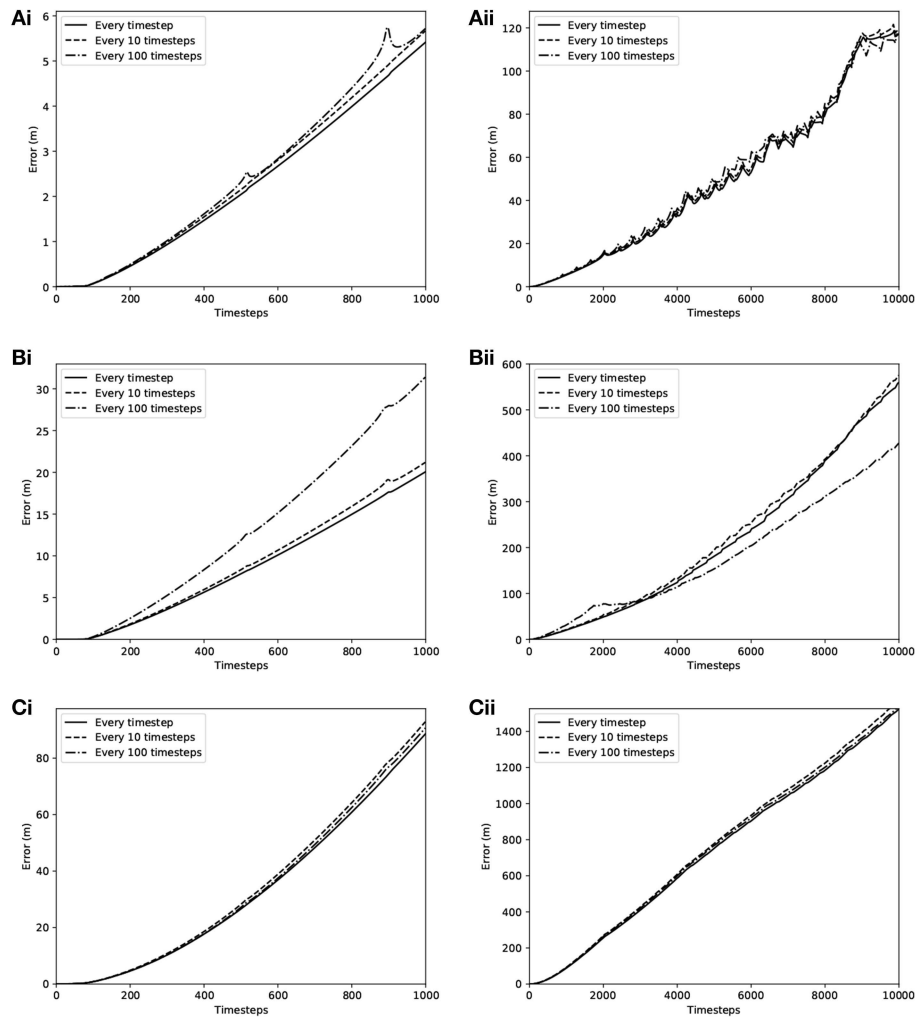 Ai
Every timestep
Every 10 timesteps
Every 100 timesteps
6
5
4
3
2
1
0
Error (m)
0 200 400 600 800 1000
Timesteps
Aii
Every timestep
Every 10 timesteps
Every 100 timesteps
120
100
80
60
40
20
0
Error (m)
0 2000 4000 6000 8000 10000
Timesteps
Bi
Every timestep
Every 10 timesteps
Every 100 timesteps
30
25
20
15
10
5
0
Error (m)
0 200 400 600 800 1000
Timesteps
Bii
Every timestep
Every 10 timesteps
Every 100 timesteps
600
500
400
300
200
100
0
Error (m)
0 2000 4000 6000 8000 10000
Timesteps
Ci
Every timestep
Every 10 timesteps
Every 100 timesteps
80
60
40
20
0
Error (m)
0 200 400 600 800 1000
Timesteps
Cii
Every timestep
Every 10 timesteps
Every 100 timesteps
1400
1200
1000
800
600
400
200
0
Error (m)
0 2000 4000 6000 8000 10000
Timesteps